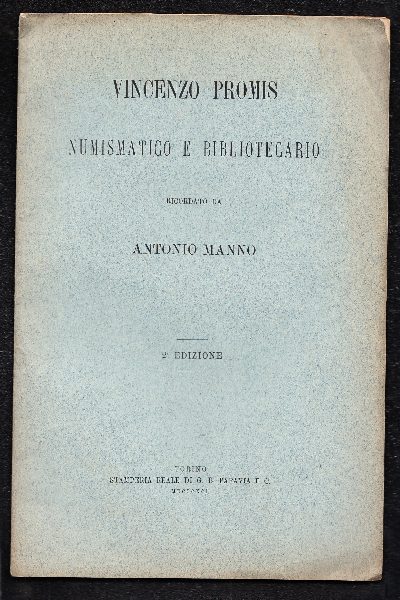 VINCENZO PROMIS
NUMISMATICO E BIBLIOTECARIO
RICORDATO DA
ANTONIO MANNO
2ª EDIZIONE
TORINO
STAMPERIA REALE DI G. B. PARAVIA E C.